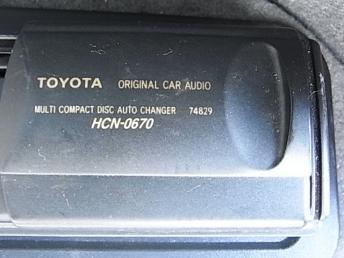 TOYOTA ORIGINAL CAR AUDIO
MULTI COMPACT DISC AUTO CHANGER 74829
HCN-0670